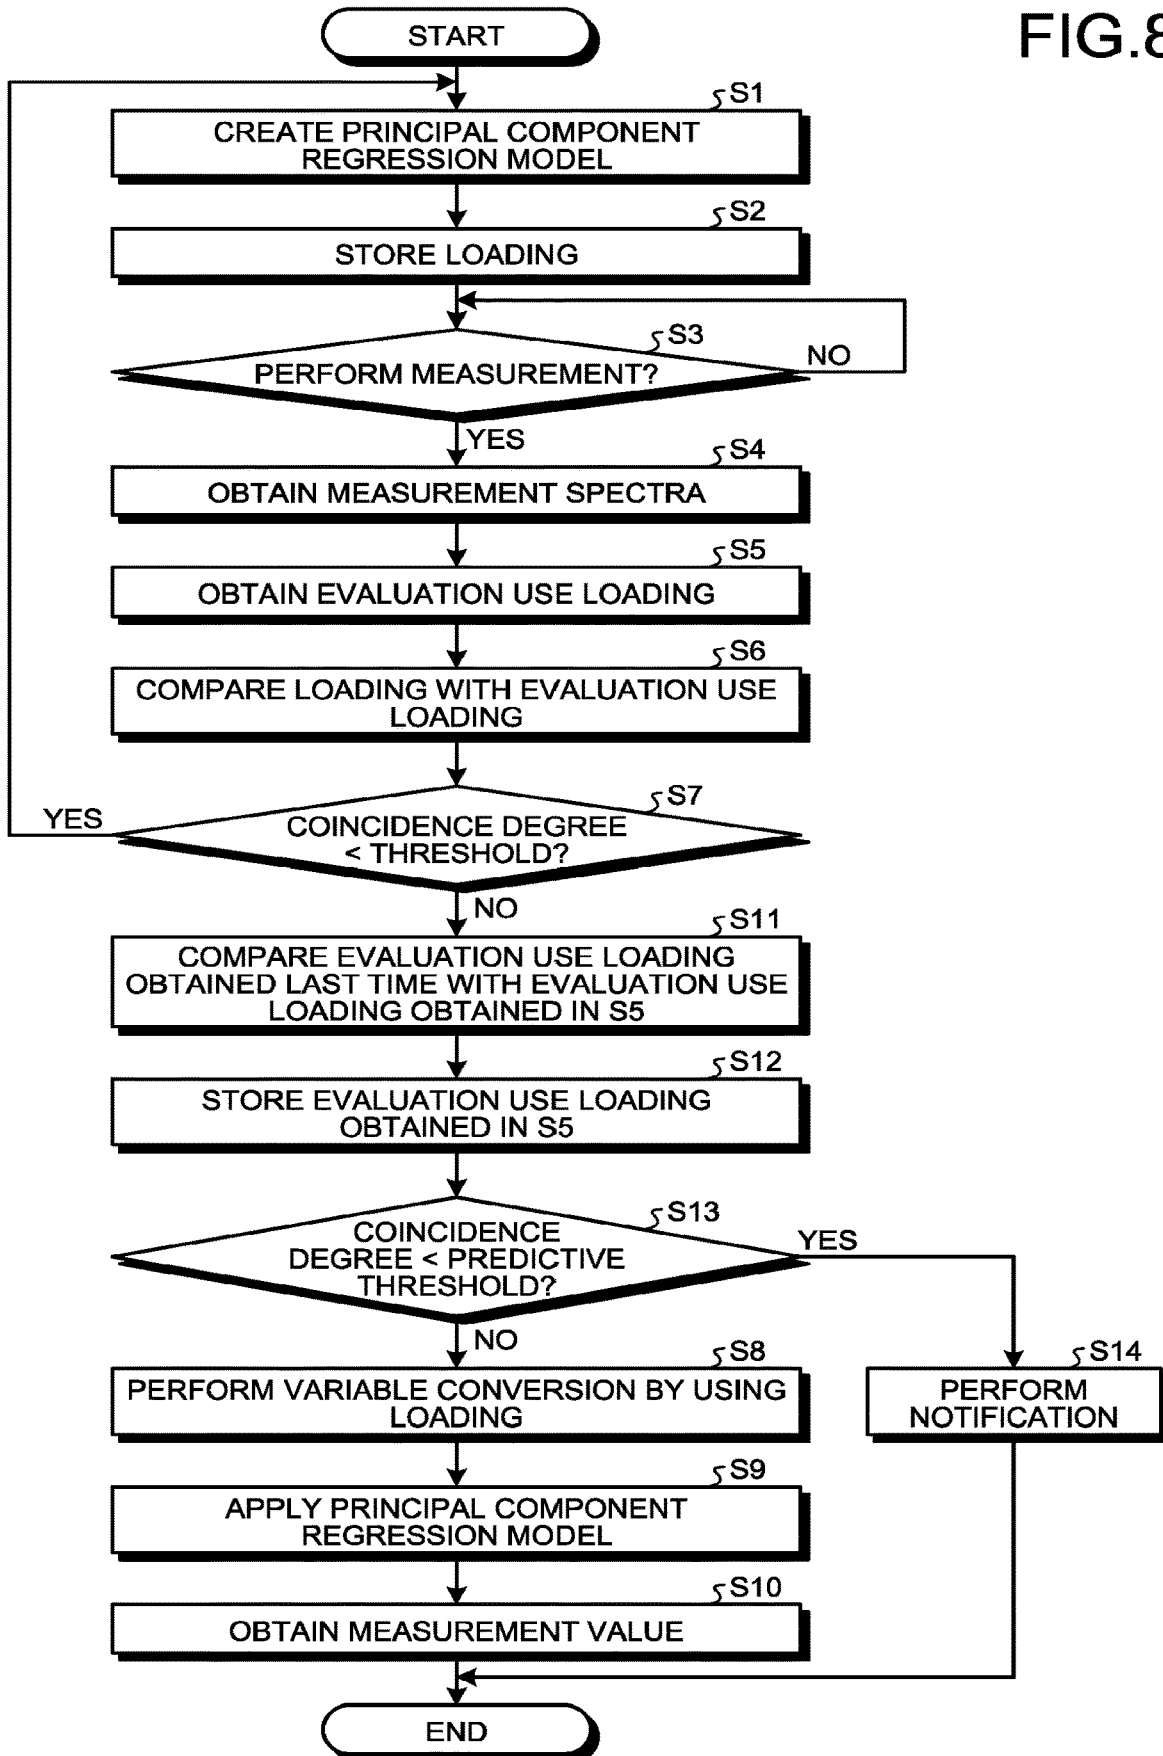 FIG.8
START
S1
CREATE PRINCIPAL COMPONENT
REGRESSION MODEL
S2
STORE LOADING
S3
PERFORM MEASUREMENT?
NO
YES
S4
OBTAIN MEASUREMENT SPECTRA
S5
OBTAIN EVALUATION USE LOADING
S6
COMPARE LOADING WITH EVALUATION USE
LOADING
S7
YES
COINCIDENCE DEGREE
< THRESHOLD?
NO
S11
COMPARE EVALUATION USE LOADING
OBTAINED LAST TIME WITH EVALUATION USE
LOADING OBTAINED IN S5
S12
STORE EVALUATION USE LOADING
OBTAINED IN S5
S13
COINCIDENCE
DEGREE < PREDICTIVE
THRESHOLD?
YES
NO
S8
PERFORM VARIABLE CONVERSION BY USING
LOADING
S14
PERFORM
NOTIFICATION
S9
APPLY PRINCIPAL COMPONENT
REGRESSION MODEL
S10
OBTAIN MEASUREMENT VALUE
END